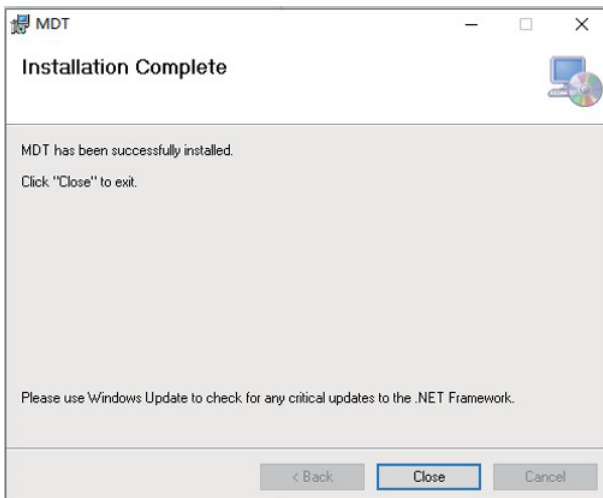 MDT
Installation Complete
MDT has been successfully installed.
Click "Close" to exit.
Please use Windows Update to check for any critical updates to the .NET Framework.
< Back
Close
Cancel